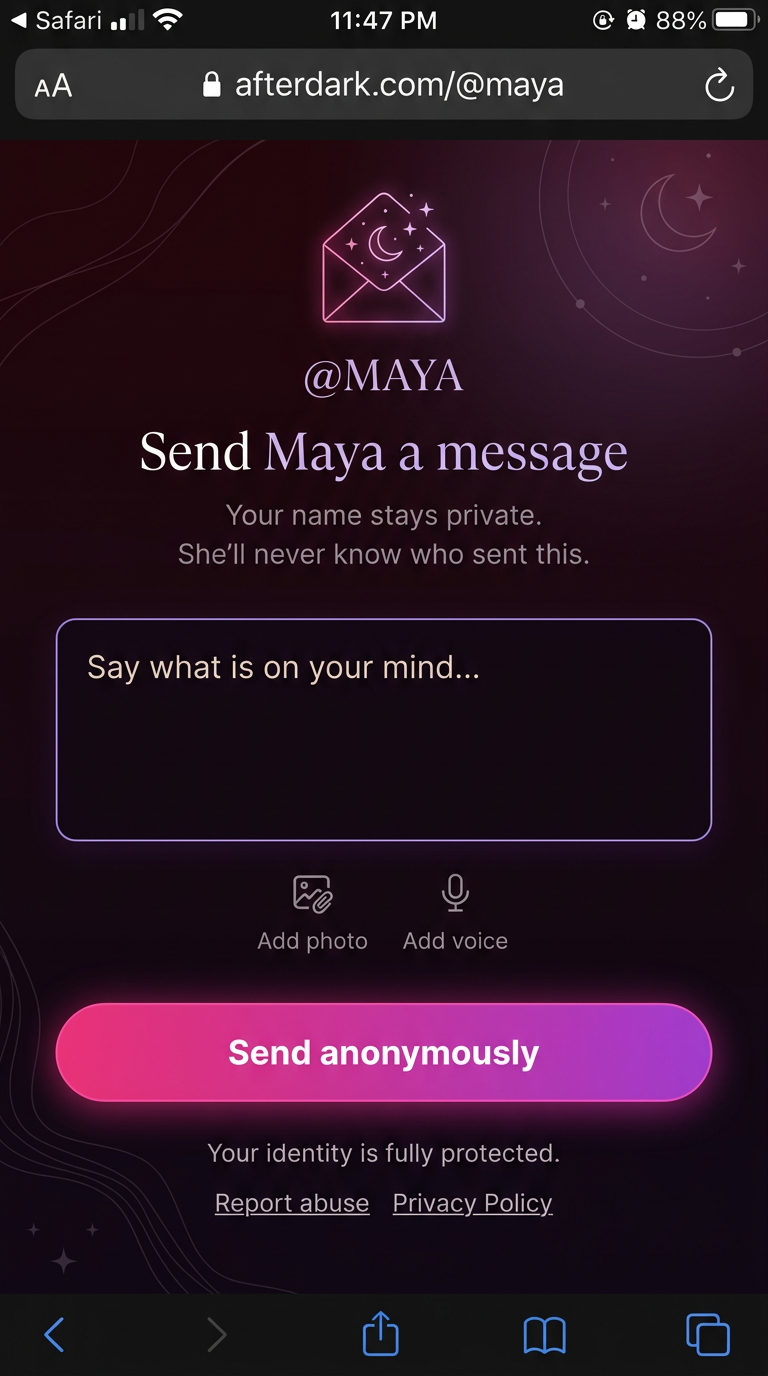 Safari
11:47 PM
88%
AA
afterdark.com/@maya
@MAYA
Send Maya a message
Your name stays private.
She’ll never know who sent this.
Say what is on your mind...
Add photo
Add voice
Send anonymously
Your identity is fully protected.
Report abuse
Privacy Policy